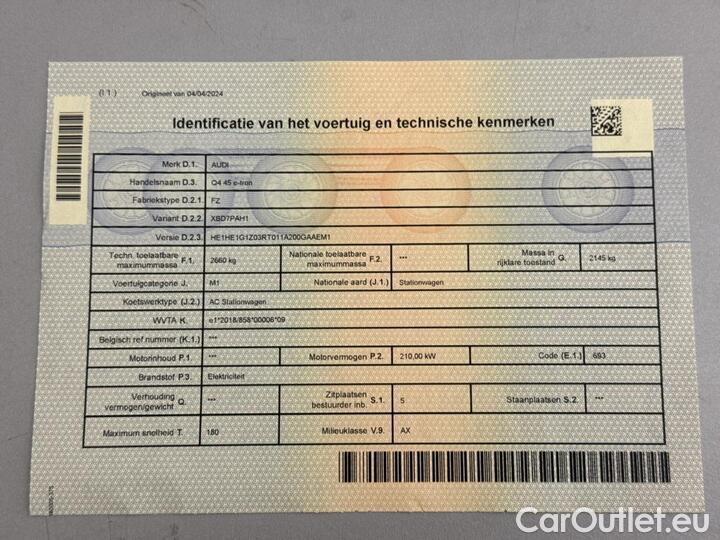 (I.1.) Origineel van 04/04/2024
Identificatie van het voertuig en technische kenmerken
Merk D.1. AUDI
Handelsnaam D.3. Q4 45 e-tron
Fabriekstype D.2.1 FZ
Variant D.2.2. XBD7PAH1
Versie D.2.3. HE1HE1G1Z03RT011A200GAAEM1
Techn. toelaatbare maximummassa F.1. 2660 kg Nationale toelaatbare maximummassa F.2. *** Massa in rijklare toestand G. 2145 kg
Voertuigcategorie J. M1 Nationale aard (J.1.) Stationwagen
Koetswerktype (J.2.) AC Stationwagen
WVTA K. e1*2018/858*00006*09
Belgisch ref.nummer (K.1.) ***
Motorinhoud P.1. *** Motorvermogen P.2. 210,00 kW Code (E.1.) 693
Brandstof P.3. Elektriciteit
Verhouding vermogen/gewicht Q. *** Zitplaatsen bestuurder inb. S.1. 5 Staanplaatsen S.2. ***
Maximum snelheid T. 180 Milieuklasse V.9. AX
CarOutlet.eu